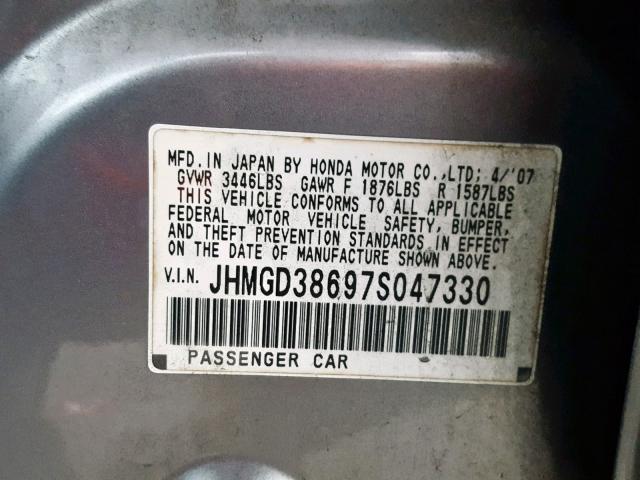 MFD. IN JAPAN BY HONDA MOTOR CO., LTD; 4/'07
GVWR 3446LBS GAWR F 1876LBS R 1587LBS
THIS VEHICLE CONFORMS TO ALL APPLICABLE
FEDERAL MOTOR VEHICLE SAFETY, BUMPER,
AND THEFT PREVENTION STANDARDS IN EFFECT
ON THE DATE OF MANUFACTURE SHOWN ABOVE.
V.I.N. JHMGD38697S047330
PASSENGER CAR